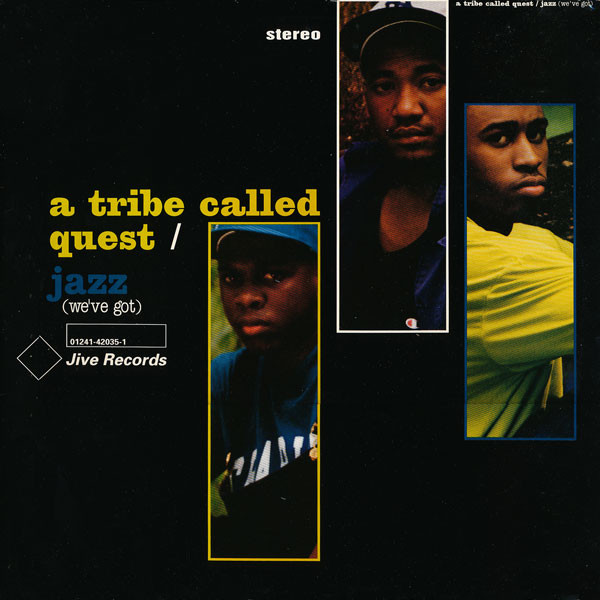 a tribe called quest / jazz (we've got)
stereo
a tribe called
quest /
jazz
(we've got)
01241-42035-1
Jive Records